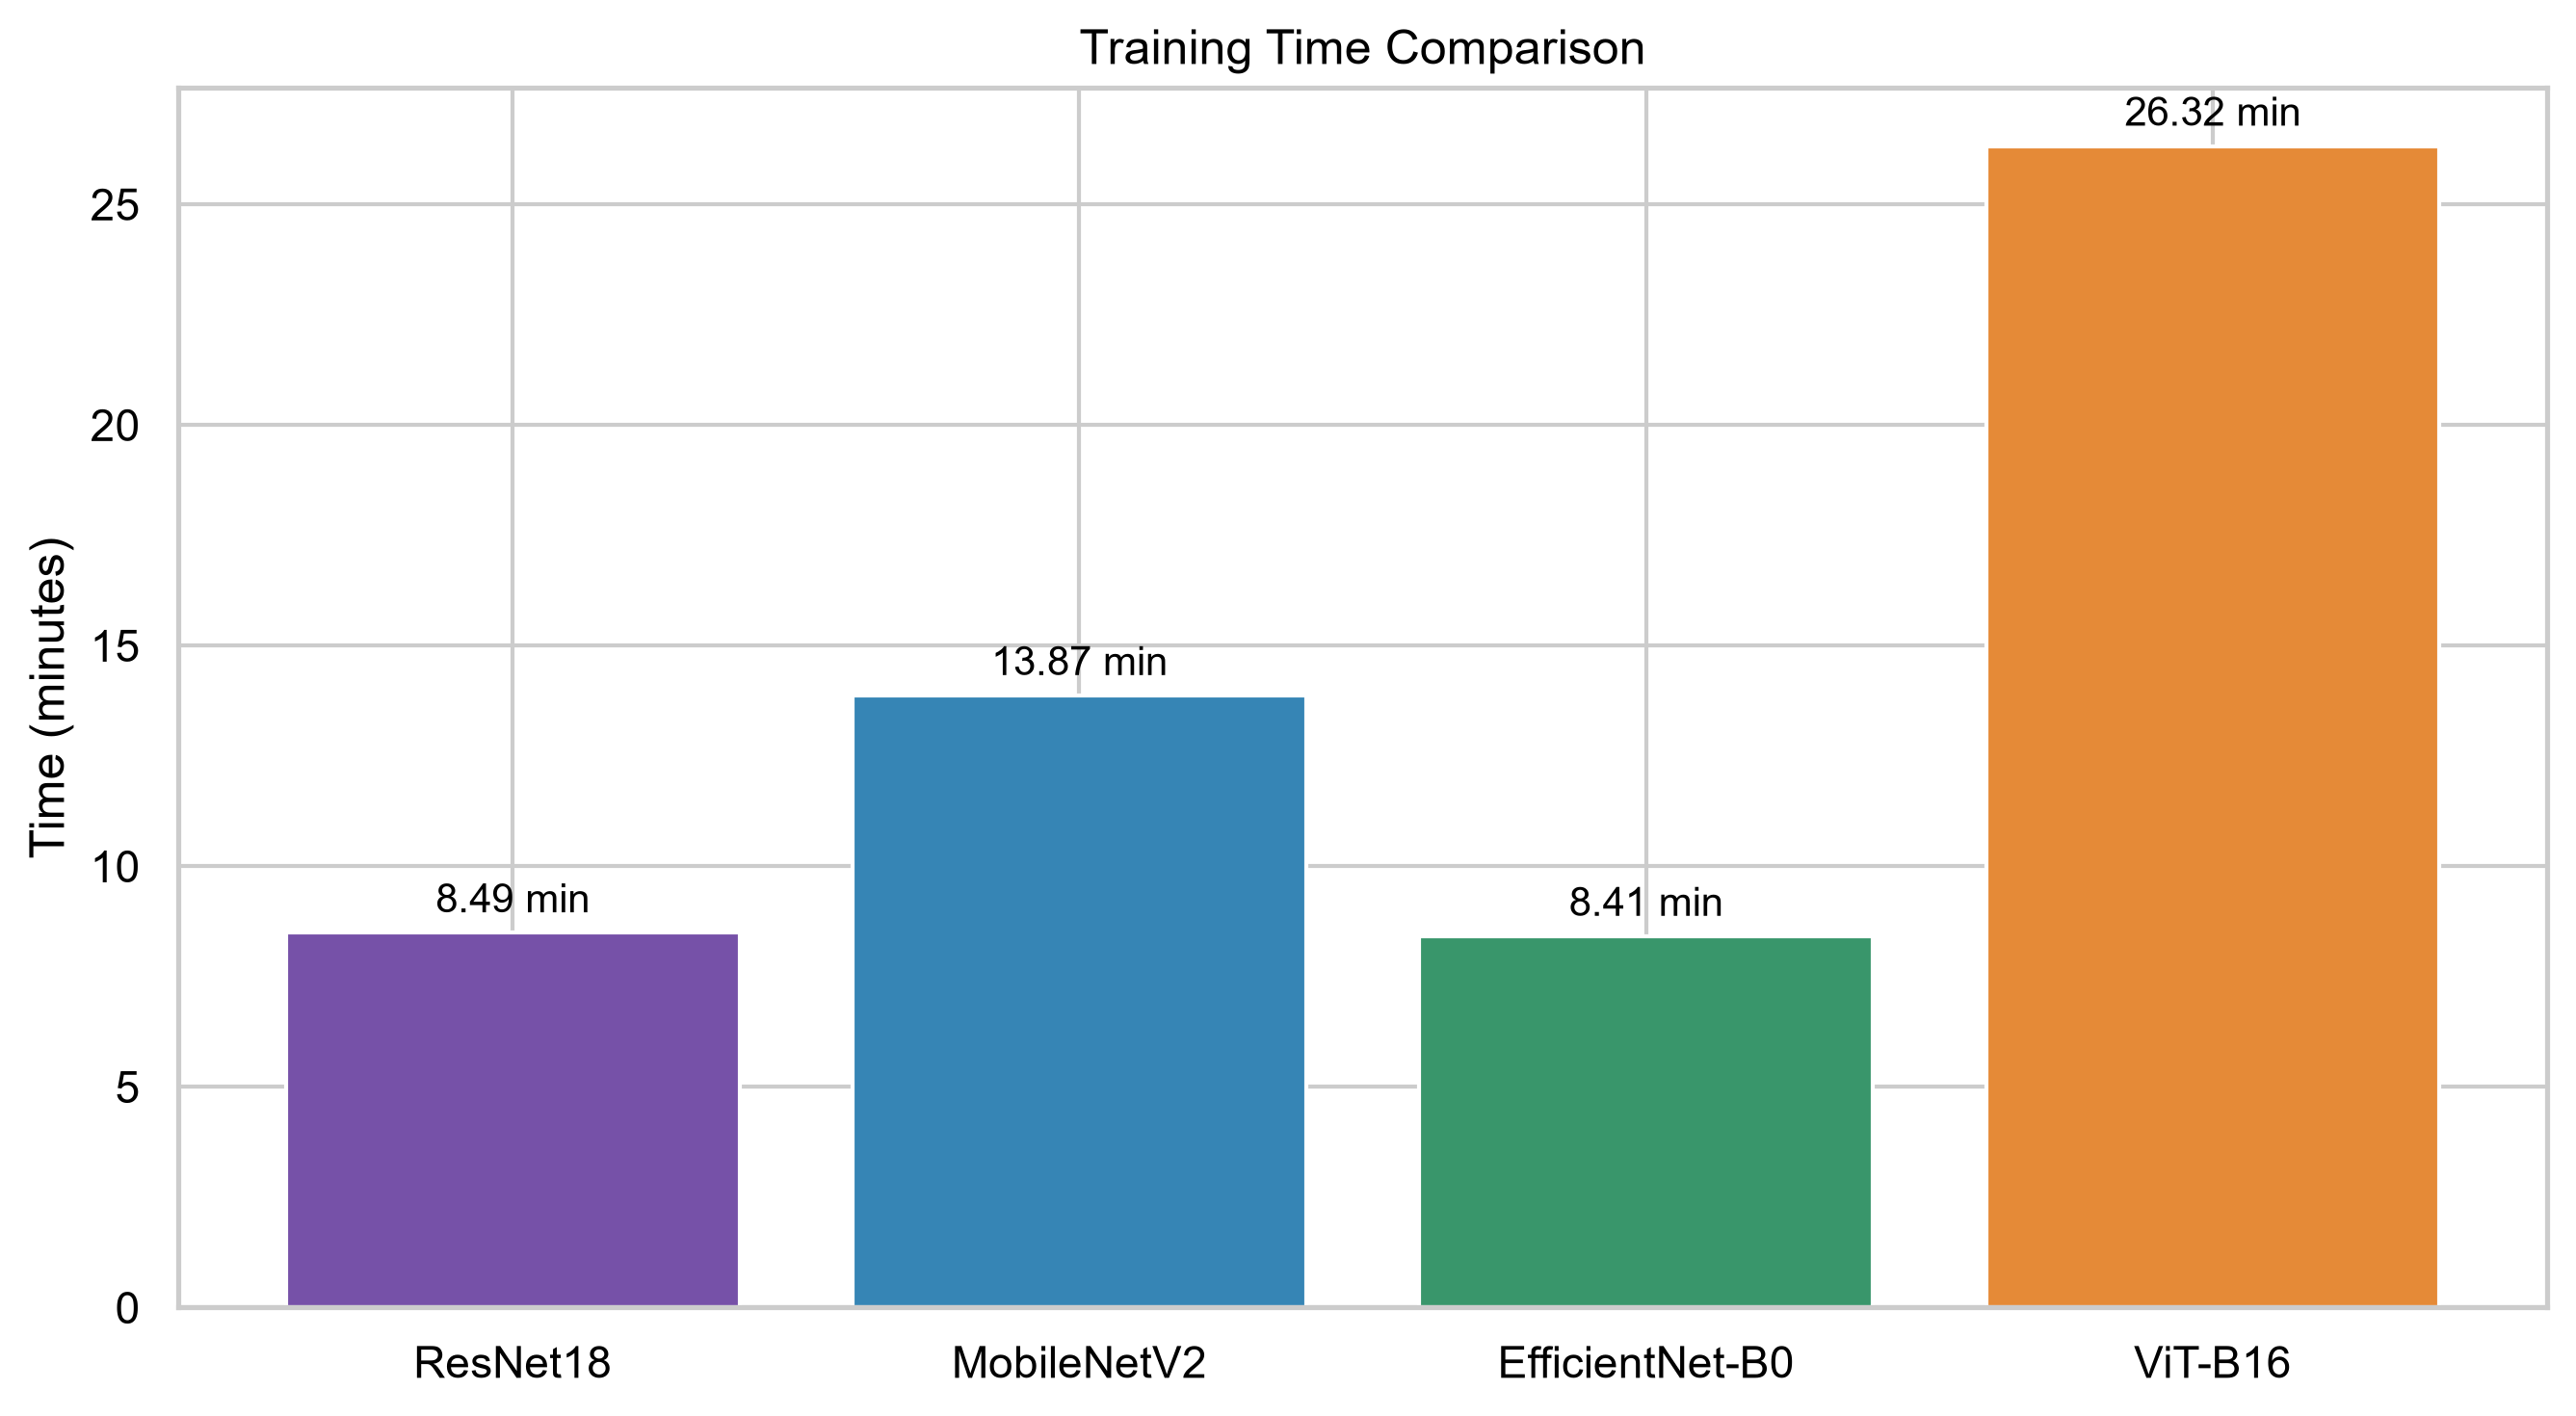 Training Time Comparison
26.32 min
25
20
15
13.87 min
10
8.49 min
8.41 min
5
0
Time (minutes)
ResNet18
MobileNetV2
EfficientNet-B0
ViT-B16